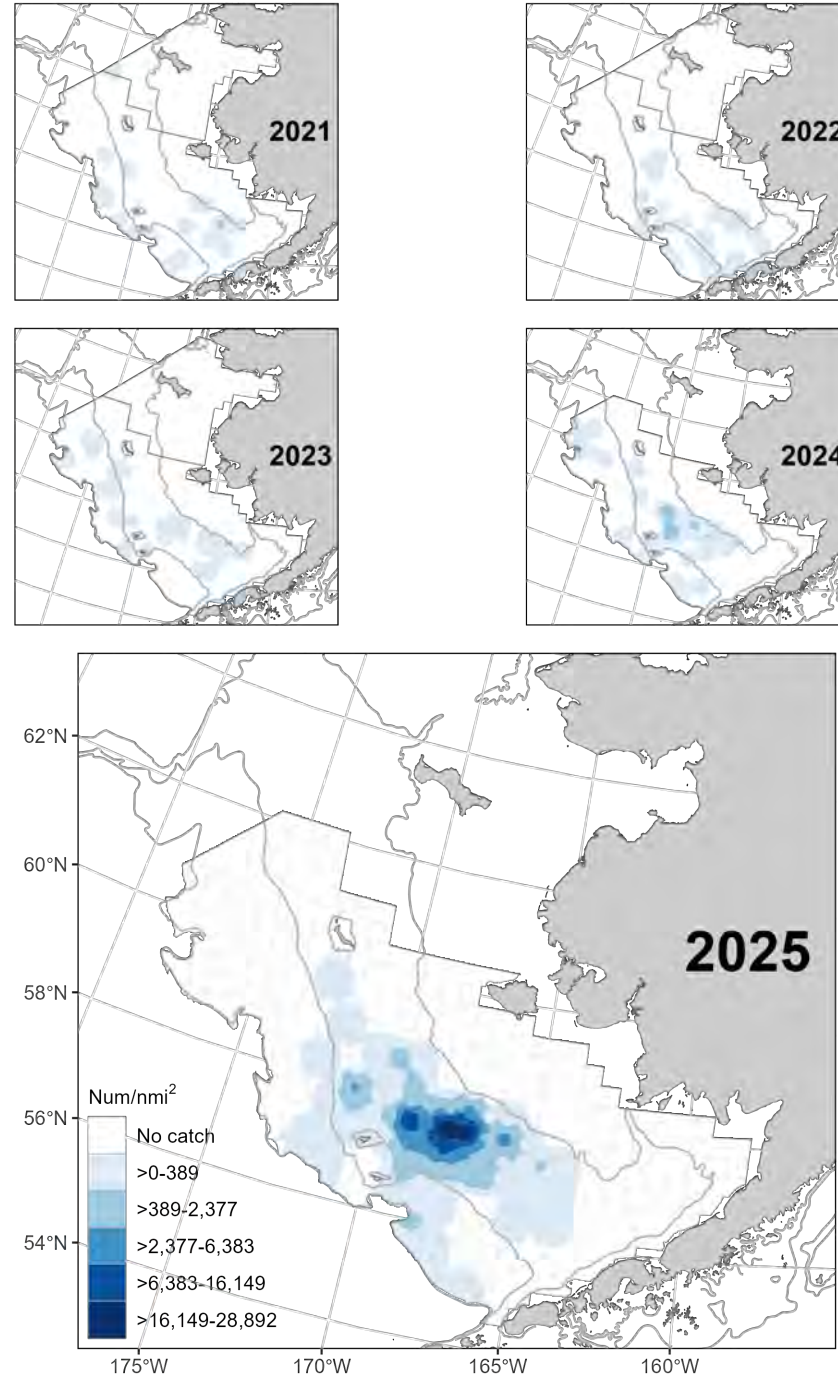 2021
2022
2023
2024
2025
62°N
60°N
58°N
56°N
54°N
Num/nmi²
No catch
>0-389
>389-2,377
>2,377-6,383
>6,383-16,149
>16,149-28,892
175°W
170°W
165°W
160°W